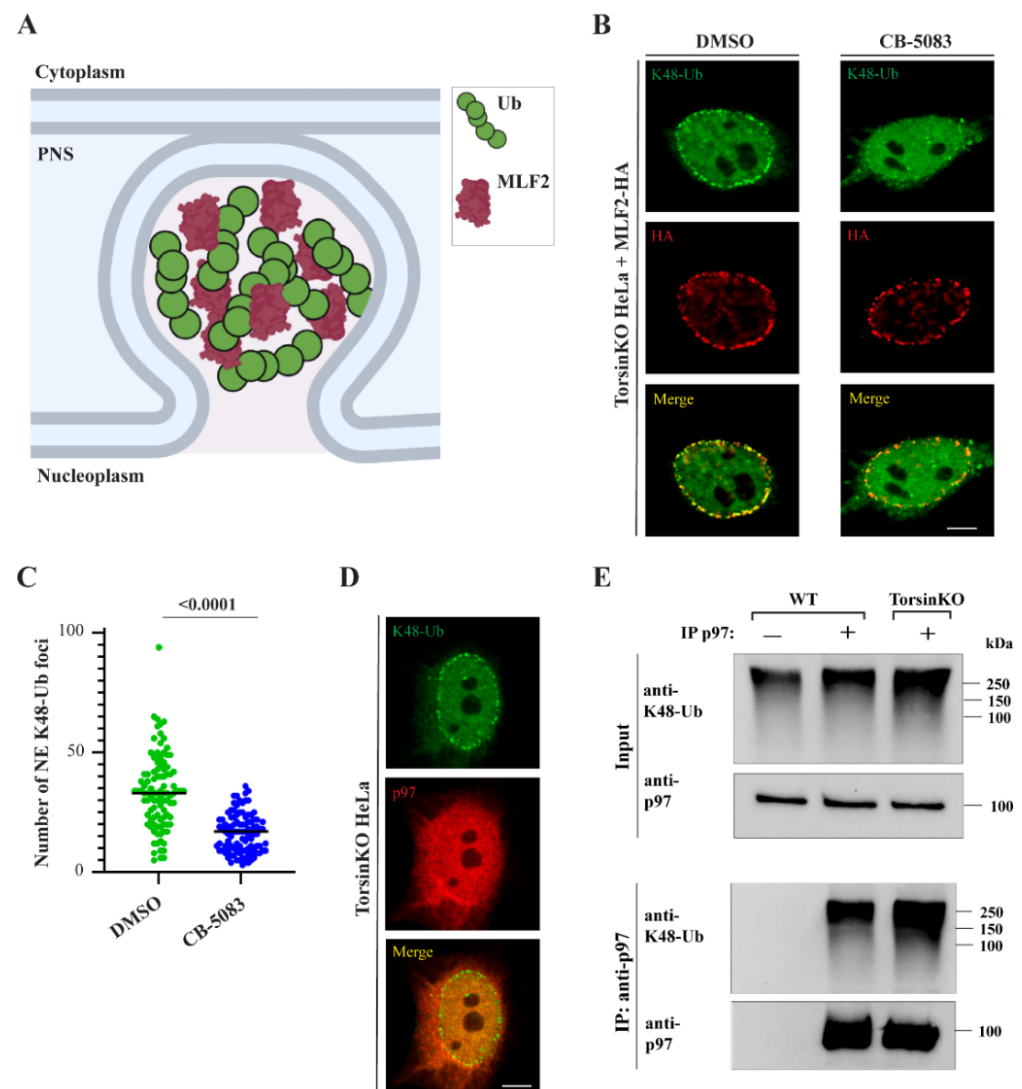 A
Cytoplasm
PNS
Nucleoplasm
Ub
MLF2
B
DMSO
CB-5083
TorsinKO HeLa + MLF2-HA
K48-Ub
K48-Ub
HA
HA
Merge
Merge
C
<0.0001
Number of NE K48-Ub foci
100
50
0
DMSO
CB-5083
D
TorsinKO HeLa
K48-Ub
p97
Merge
E
WT
TorsinKO
IP p97:
—
+
+
kDa
Input
anti-
K48-Ub
250
150
100
anti-
p97
100
IP: anti-p97
anti-
K48-Ub
250
150
100
anti-
p97
100